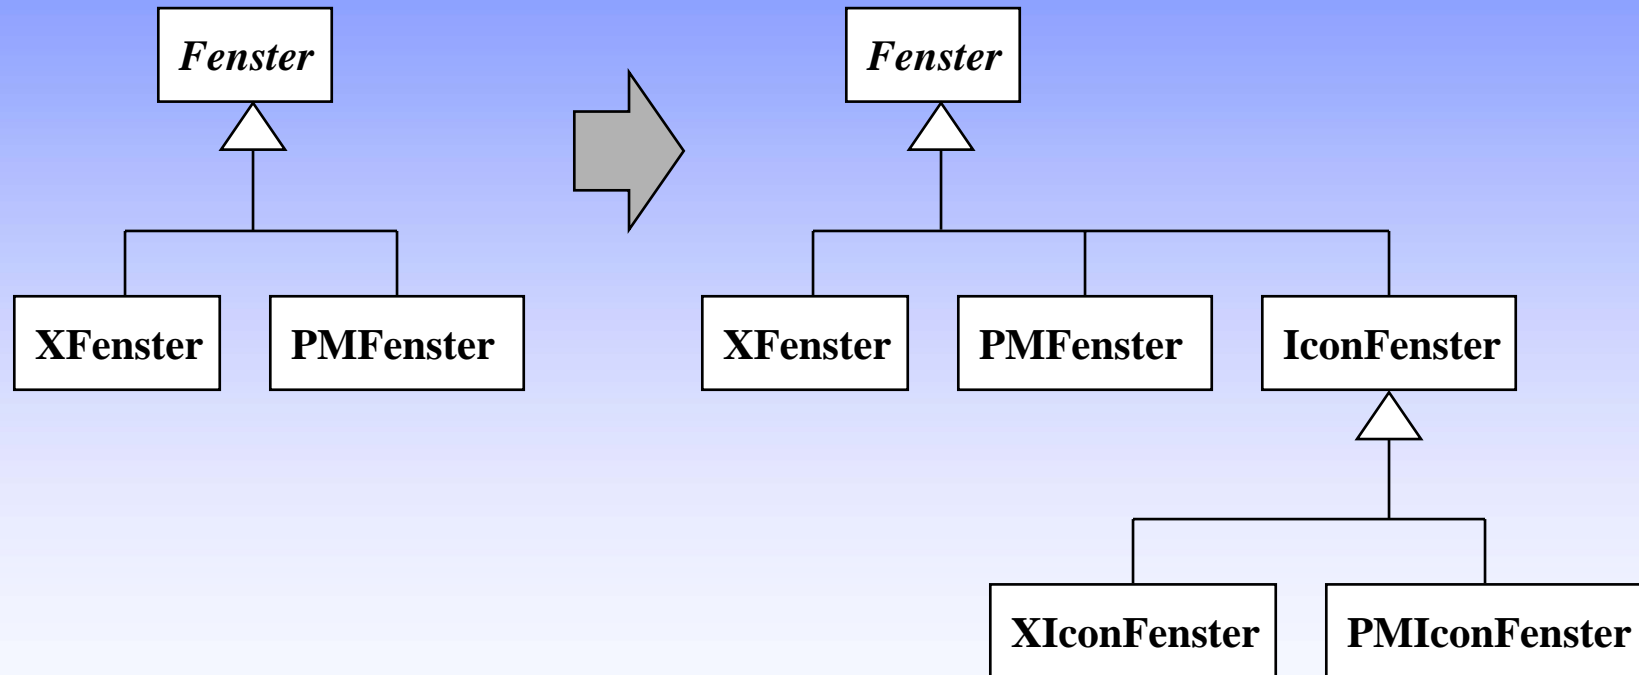 Fenster
XFenster
PMFenster
Fenster
XFenster
PMFenster
IconFenster
XIconFenster
PMIconFenster